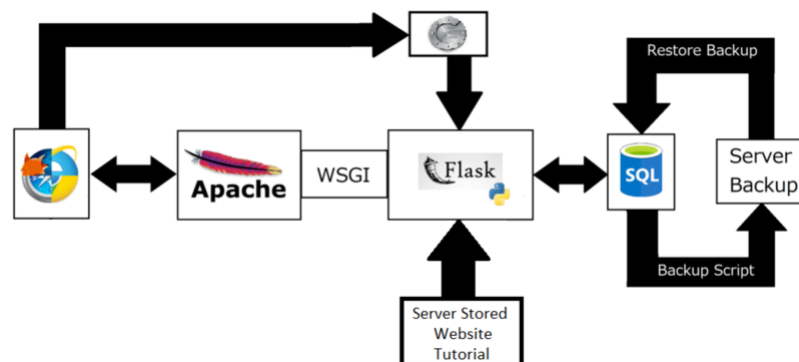 Restore Backup
Apache
WSGI
Flask
SQL
Server
Backup
Backup Script
Server Stored
Website
Tutorial